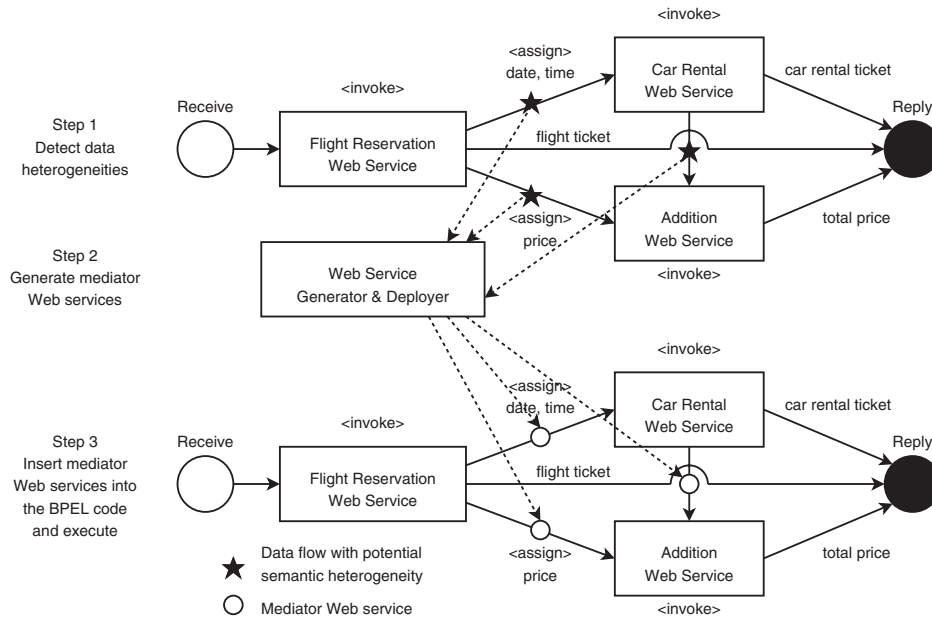 <invoke>
<assign>
date, time
Car Rental
Web Service
car rental ticket
<invoke>
Receive
Reply
Step 1
Detect data
heterogeneities
Flight Reservation
Web Service
flight ticket
<assign>
price
Addition
Web Service
total price
<invoke>
Step 2
Generate mediator
Web services
Web Service
Generator & Deployer
<invoke>
<assign>
date, time
Car Rental
Web Service
car rental ticket
<invoke>
Receive
Reply
Step 3
Insert mediator
Web services into
the BPEL code
and execute
Flight Reservation
Web Service
flight ticket
<assign>
price
Addition
Web Service
total price
<invoke>
Data flow with potential
semantic heterogeneity
Mediator Web service